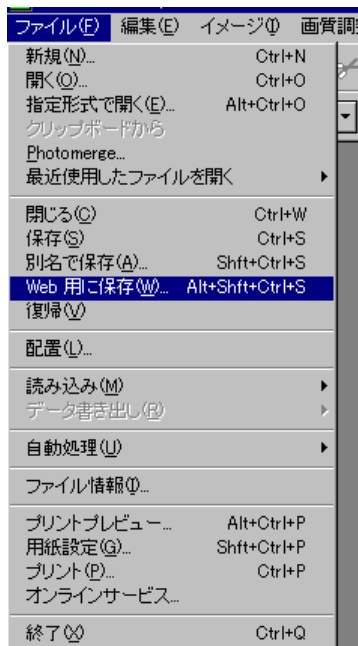 ファイル(F) 編集(E) イメージ(I) 画質調
新規(N)... Ctrl+N
開く(O)... Ctrl+O
指定形式で開く(E)... Alt+Ctrl+O
クリップボードから
Photomerge...
最近使用したファイルを開く
閉じる(C) Ctrl+W
保存(S) Ctrl+S
別名で保存(A)... Shft+Ctrl+S
Web 用に保存(W)... Alt+Shft+Ctrl+S
復帰(V)
配置(L)...
読み込み(M)
データ書き出し(R)
自動処理(U)
ファイル情報(I)...
プリントプレビュー... Alt+Ctrl+P
用紙設定(G)... Shft+Ctrl+P
プリント(P)... Ctrl+P
オンラインサービス...
終了(X) Ctrl+Q